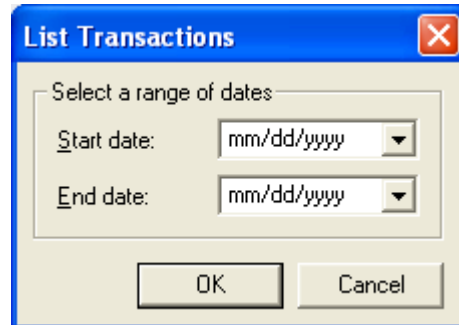 List Transactions
Select a range of dates
Start date: mm/dd/yyyy
End date: mm/dd/yyyy
OK Cancel